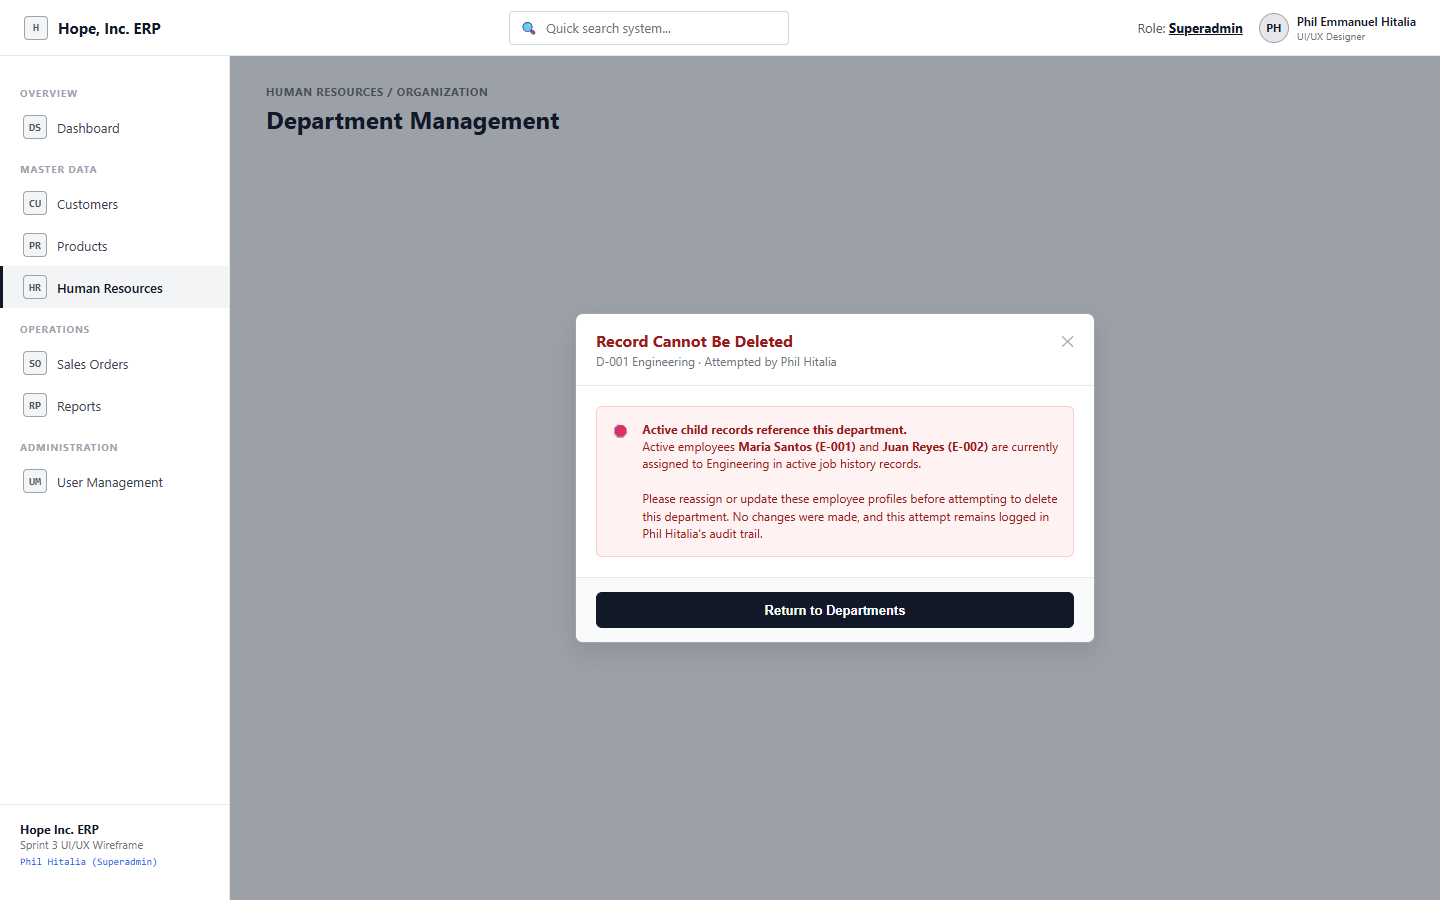 H
Hope, Inc. ERP
Quick search system...
Role: Superadmin
PH
Phil Emmanuel Hitalia
UI/UX Designer
OVERVIEW
DS Dashboard
MASTER DATA
CU Customers
PR Products
HR Human Resources
OPERATIONS
SO Sales Orders
RP Reports
ADMINISTRATION
UM User Management
Hope Inc. ERP
Sprint 3 UI/UX Wireframe
Phil Hitalia (Superadmin)
HUMAN RESOURCES / ORGANIZATION
Department Management
Record Cannot Be Deleted
D-001 Engineering · Attempted by Phil Hitalia
Active child records reference this department.
Active employees Maria Santos (E-001) and Juan Reyes (E-002) are currently
assigned to Engineering in active job history records.
Please reassign or update these employee profiles before attempting to delete
this department. No changes were made, and this attempt remains logged in
Phil Hitalia's audit trail.
Return to Departments